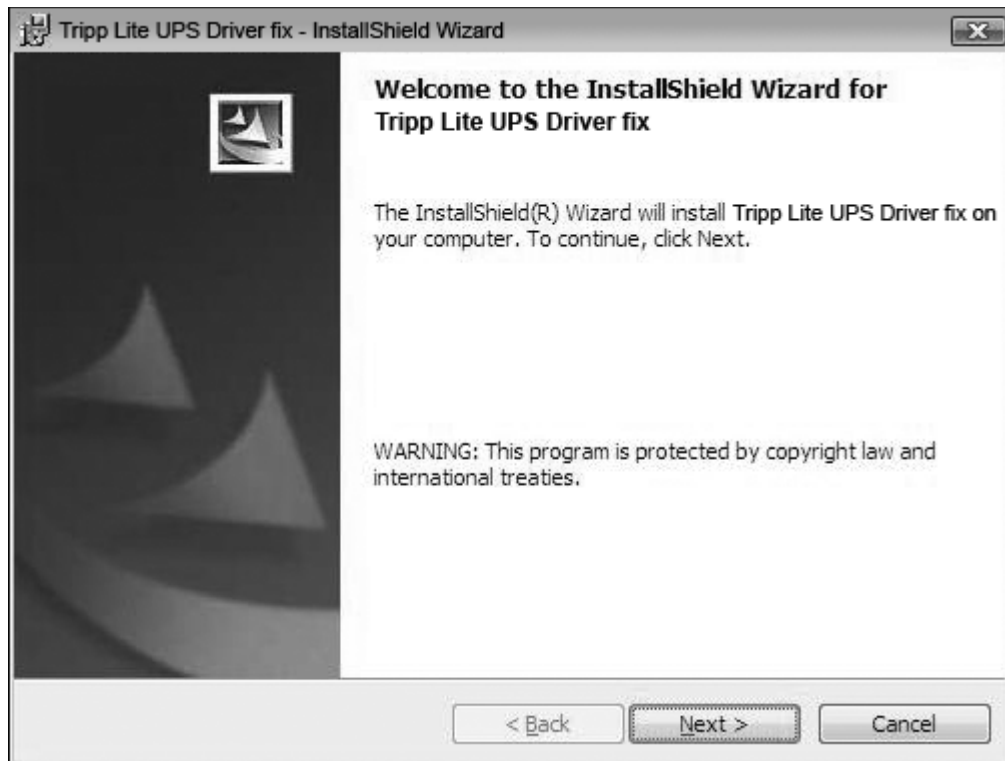 Tripp Lite UPS Driver fix - InstallShield Wizard
Welcome to the InstallShield Wizard for
Tripp Lite UPS Driver fix
The InstallShield(R) Wizard will install Tripp Lite UPS Driver fix on
your computer. To continue, click Next.
WARNING: This program is protected by copyright law and
international treaties.
< Back
Next >
Cancel